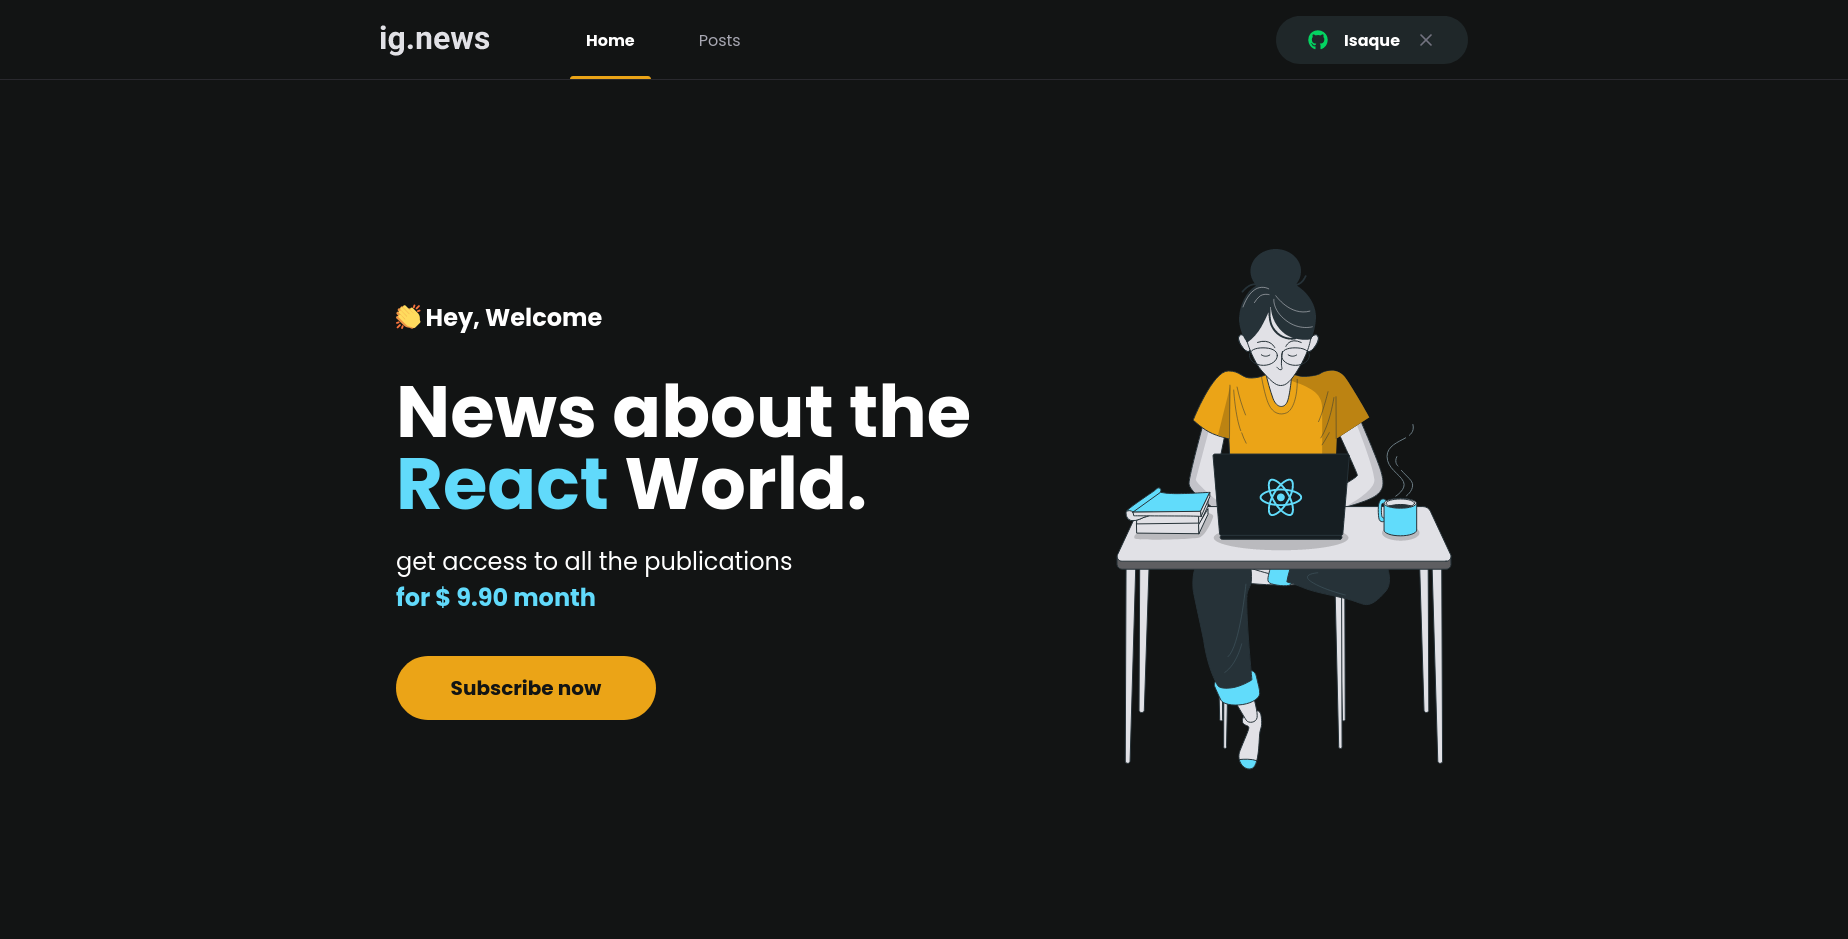 ig.news
Home
Posts
Isaque
👏 Hey, Welcome
News about the
React World.
get access to all the publications
for $ 9.90 month
Subscribe now